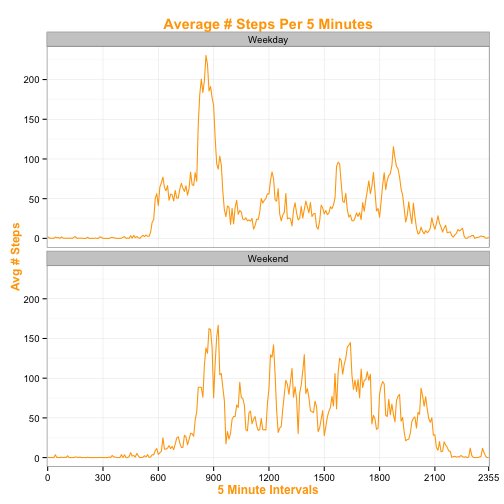 Average # Steps Per 5 Minutes
Weekday
200
150
100
50
0
Avg # Steps
Weekend
200
150
100
50
0
0 300 600 900 1200 1500 1800 2100 2355
5 Minute Intervals